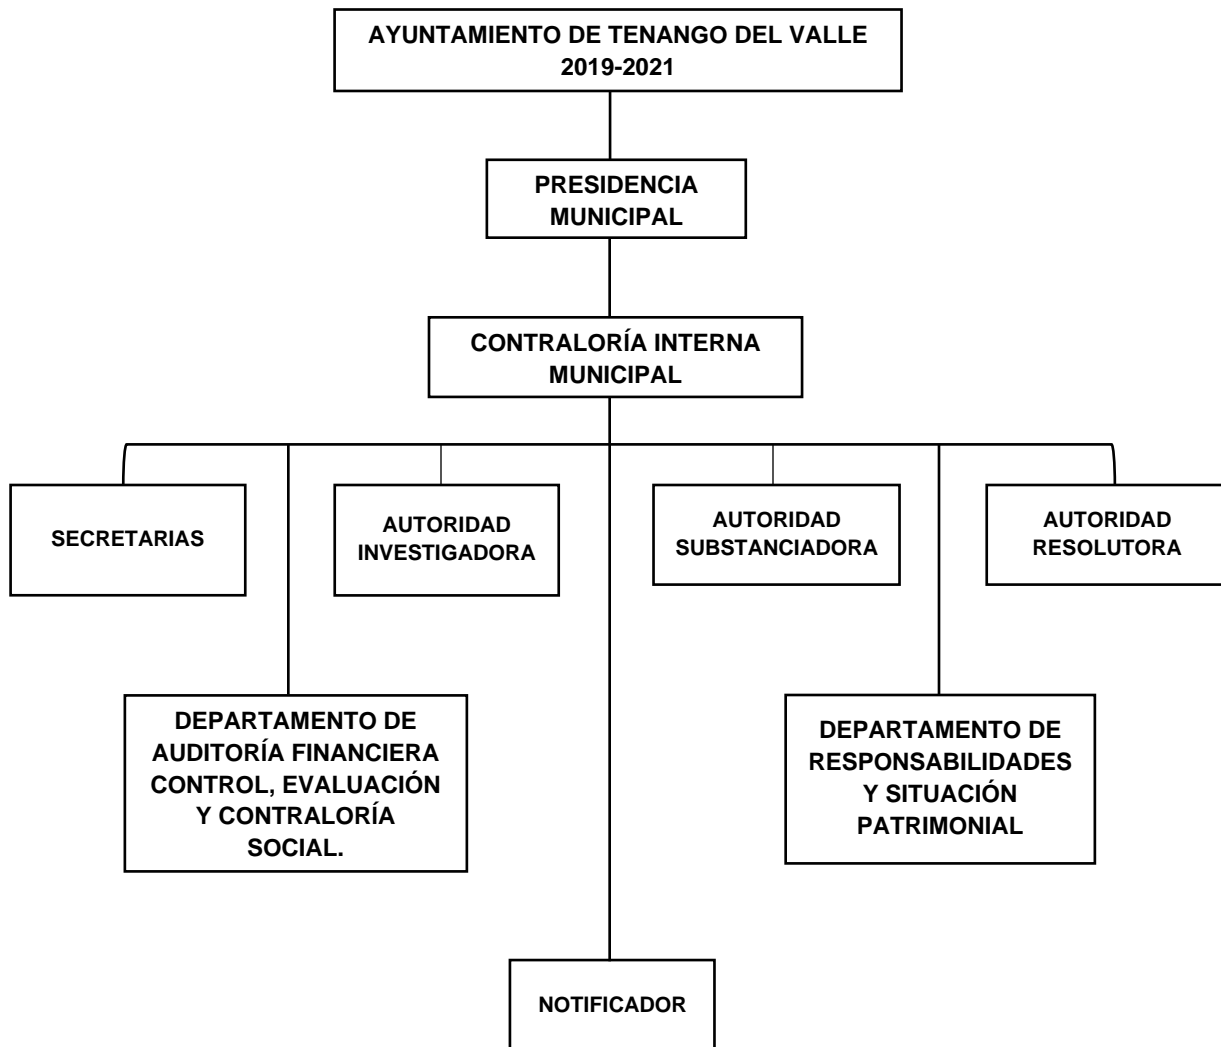 AYUNTAMIENTO DE TENANGO DEL VALLE
2019-2021
PRESIDENCIA
MUNICIPAL
CONTRALORÍA INTERNA
MUNICIPAL
SECRETARIAS
AUTORIDAD
INVESTIGADORA
AUTORIDAD
SUBSTANCIADORA
AUTORIDAD
RESOLUTORA
DEPARTAMENTO DE
AUDITORÍA FINANCIERA
CONTROL, EVALUACIÓN
Y CONTRALORÍA
SOCIAL.
DEPARTAMENTO DE
RESPONSABILIDADES
Y SITUACIÓN
PATRIMONIAL
NOTIFICADOR